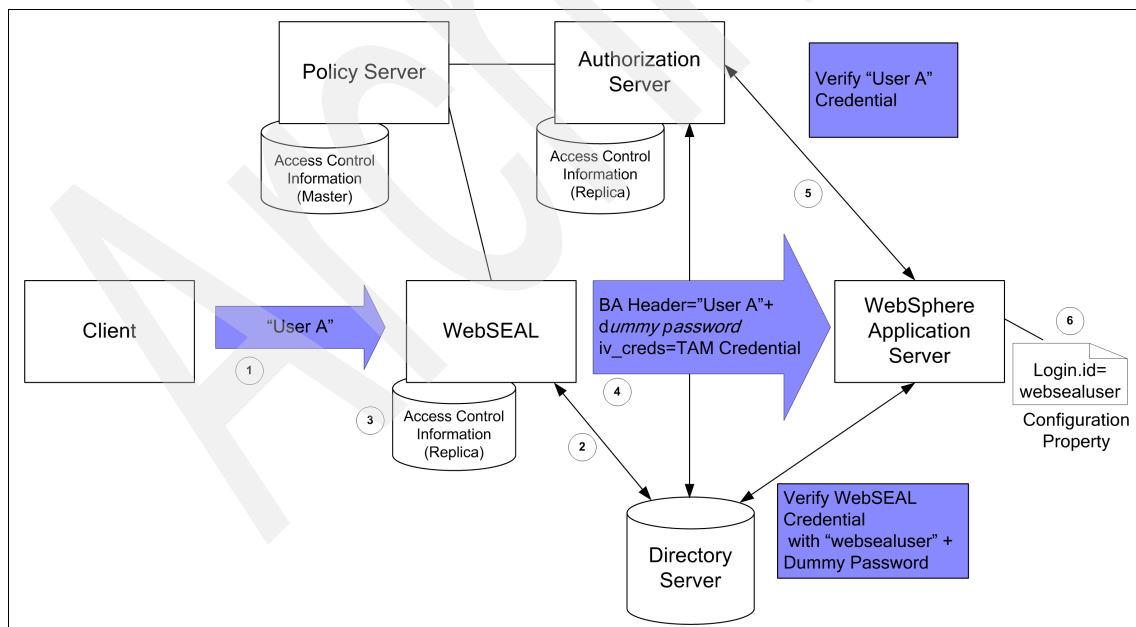 Policy Server
Authorization
Server
Verify “User A”
Credential
Access Control
Information
(Master)
Access Control
Information
(Replica)
5
Client
“User A”
1
WebSEAL
BA Header=”User A”+
dummy password
iv_creds=TAM Credential
4
WebSphere
Application
Server
6
Login.id=
websealuser
Configuration
Property
3
Access Control
Information
(Replica)
2
Directory
Server
Verify WebSEAL
Credential
with “websealuser” +
Dummy Password